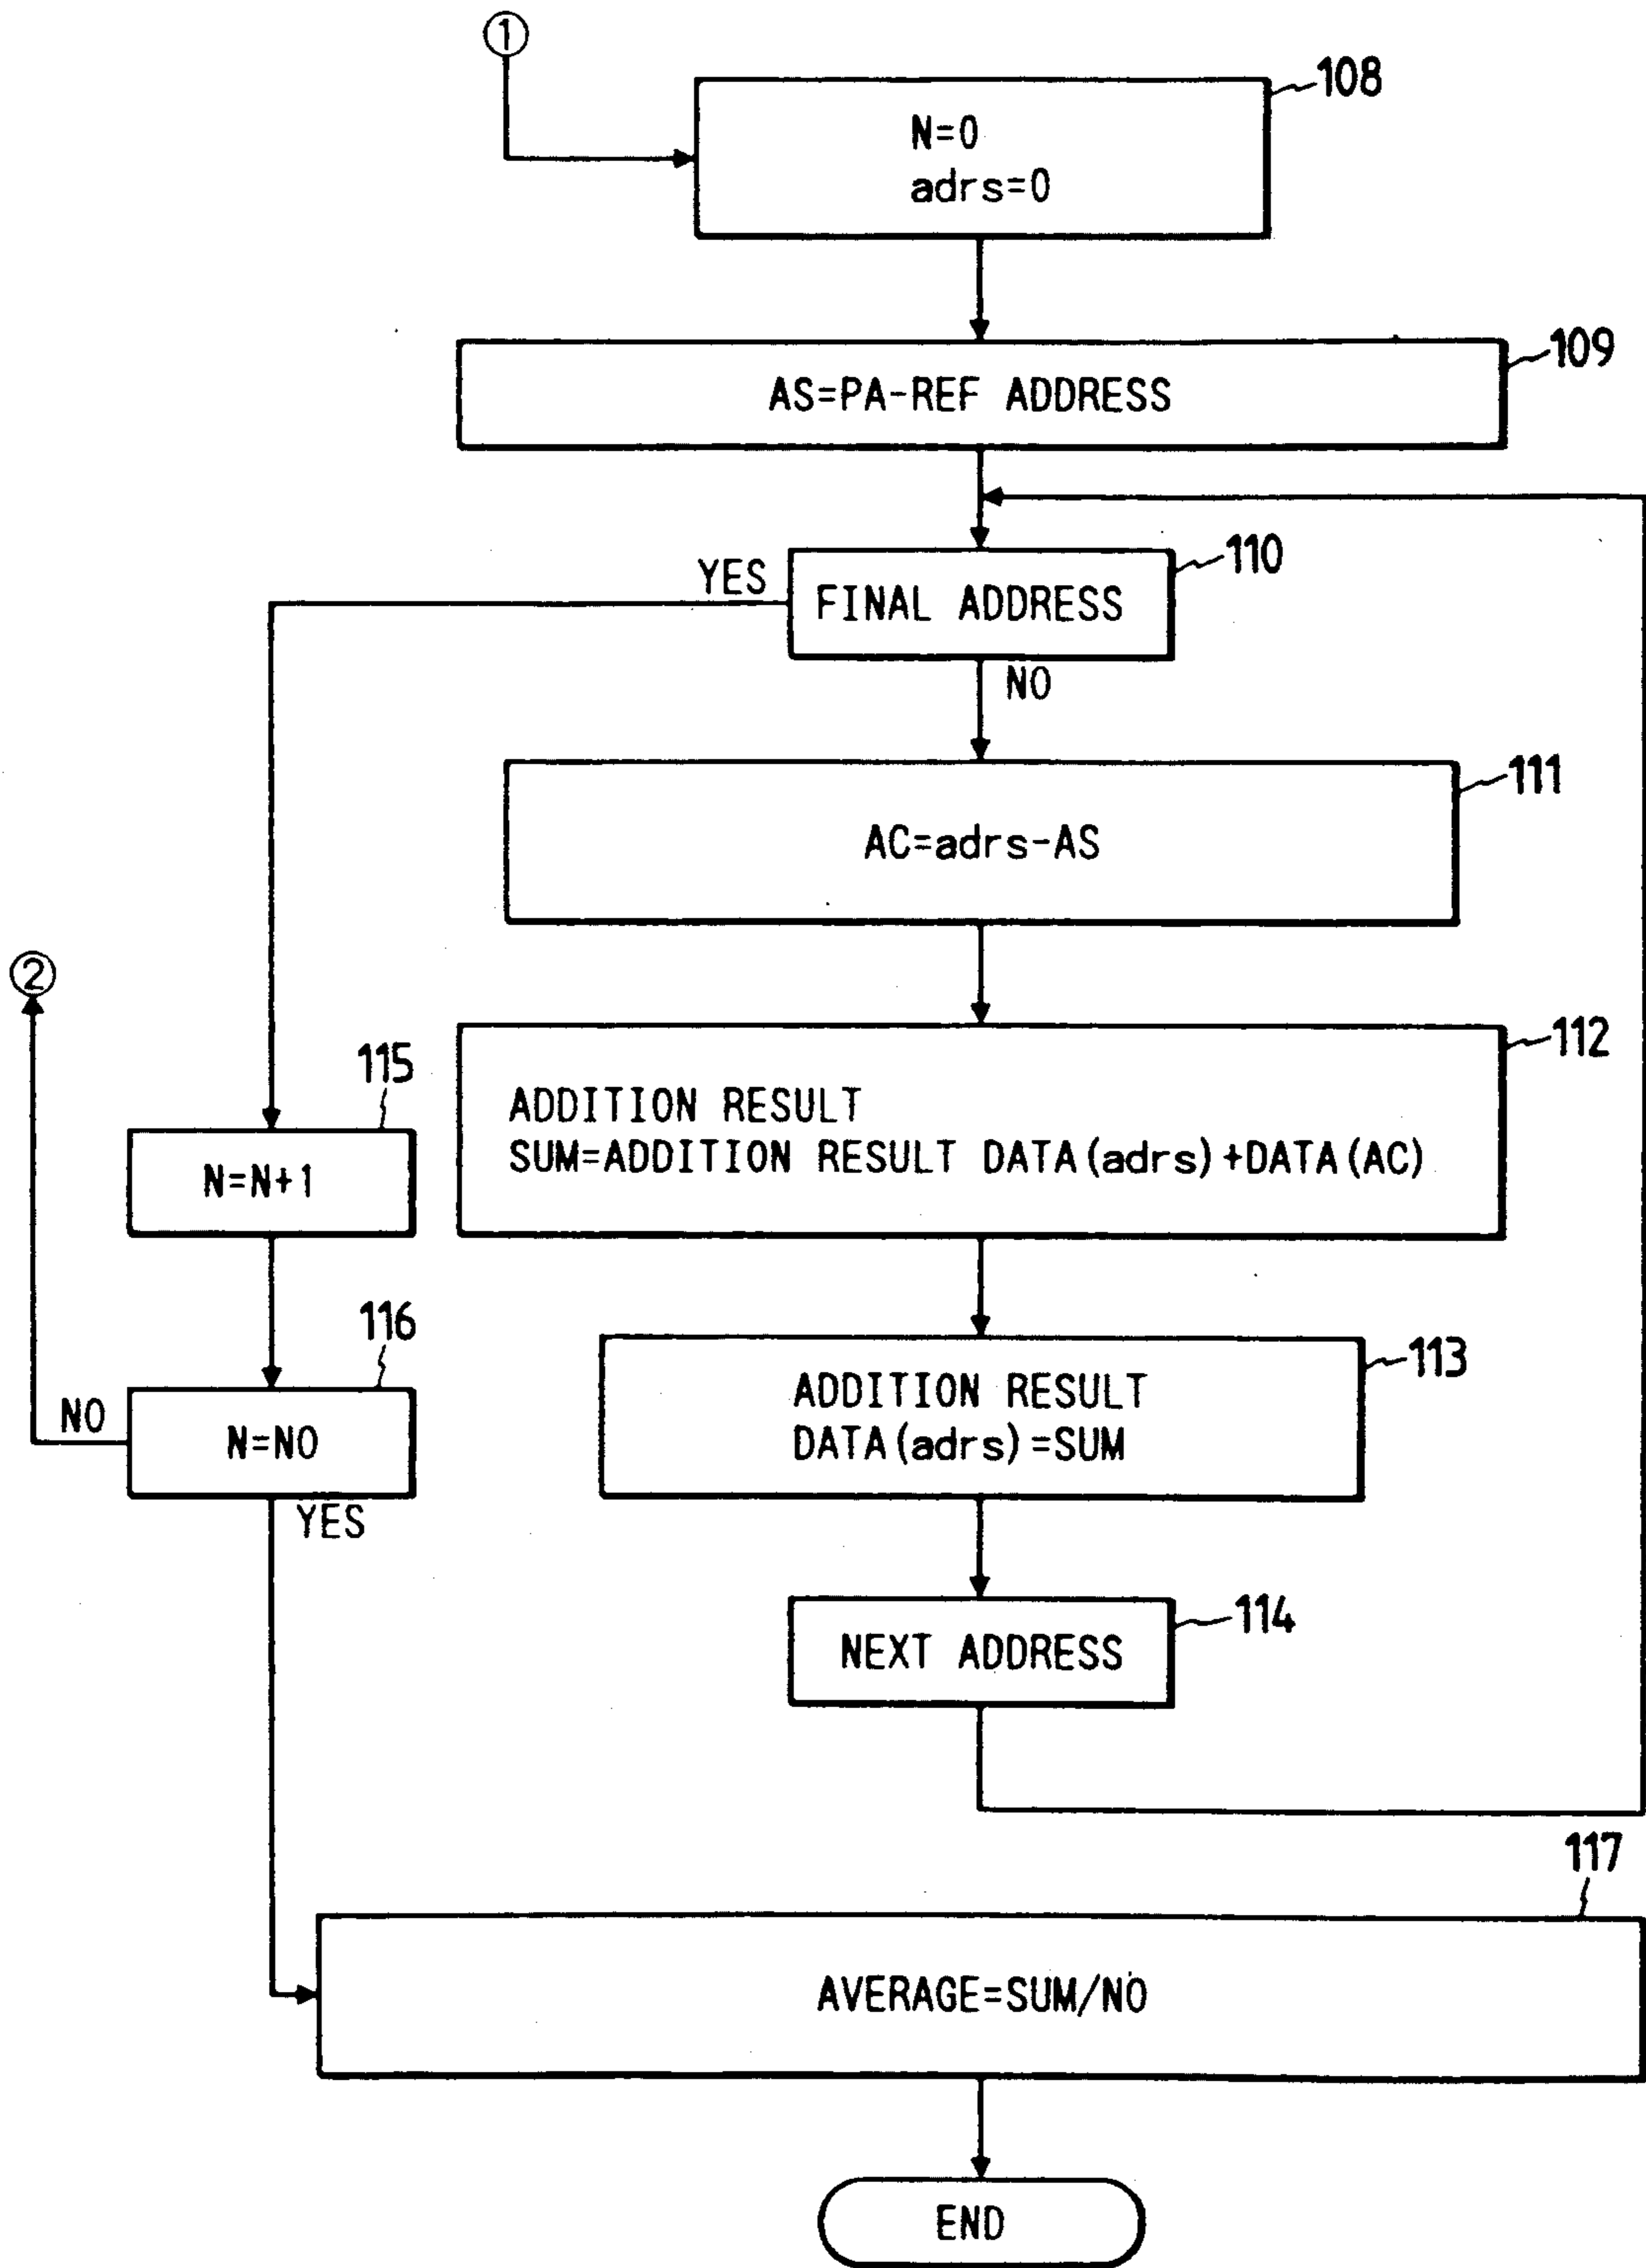 ①
108
N=0
adrs=0
109
AS=PA-REF ADDRESS
110
YES
FINAL ADDRESS
NO
111
AC=adrs-AS
②
112
ADDITION RESULT
SUM=ADDITION RESULT DATA(adrs)+DATA(AC)
115
N=N+1
113
ADDITION RESULT
DATA(adrs)=SUM
116
NO
N=NO
YES
114
NEXT ADDRESS
117
AVERAGE=SUM/NO
END